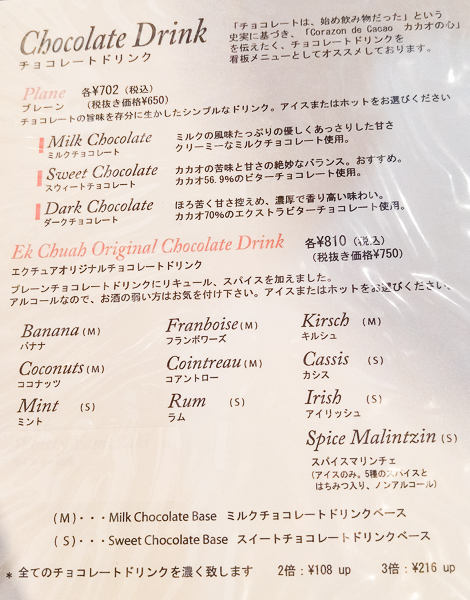 Chocolate Drink
チョコレートドリンク
「チョコレートは、始め飲み物だった」という
史実に基づき、「Corazon de Cacao カカオの心」
を伝えたく、チョコレートドリンクを
看板メニューとしてオススメしております。
Plane 各¥702（税込）
プレーン （税抜き価格¥650）
チョコレートの旨味を存分に生かしたシンプルなドリンク。アイスまたはホットをお選びください
Milk Chocolate ミルクの風味たっぷりの優しくあっさりした甘さ
ミルクチョコレート クリーミーなミルクチョコレート使用。
Sweet Chocolate カカオの苦味と甘さの絶妙なバランス。おすすめ。
スウィートチョコレート カカオ56.9%のビターチョコレート使用。
Dark Chocolate ほろ苦く甘さ控えめ、濃厚で香り高い味わい。
ダークチョコレート カカオ70%のエクストラビターチョコレート使用。
Ek Chuah Original Chocolate Drink 各¥810（税込）
エクチュアオリジナルチョコレートドリンク （税抜き価格¥750）
プレーンチョコレートドリンクにリキュール、スパイスを加えました。
アルコールなので、お酒の弱い方はお気を付け下さい。アイスまたはホットをお選びください。
Banana (M) Franboise (M) Kirsch (M)
バナナ フランボワーズ キルシュ
Coconuts (M) Cointreau (M) Cassis (S)
ココナッツ コアントロー カシス
Mint (S) Rum (S) Irish (S)
ミント ラム アイリッシュ
Spice Malintzin (S)
スパイスマリンチェ
（アイスのみ。5種のスパイスと
はちみつ入り、ノンアルコール）
(M)・・・Milk Chocolate Base ミルクチョコレートドリンクベース
(S)・・・Sweet Chocolate Base スイートチョコレートドリンクベース
* 全てのチョコレートドリンクを濃く致します 2倍：¥108 up 3倍：¥216 up